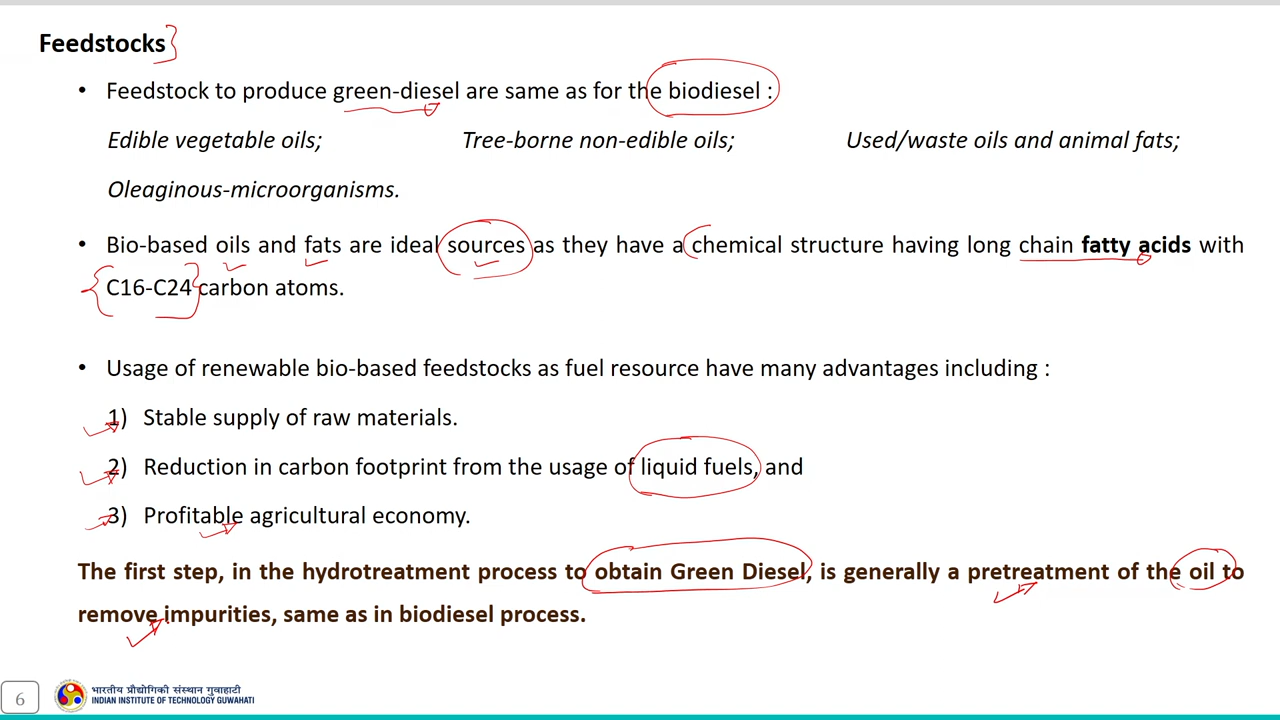 Feedstocks
• Feedstock to produce green-diesel are same as for the biodiesel :
Edible vegetable oils; Tree-borne non-edible oils; Used/waste oils and animal fats;
Oleaginous-microorganisms.
• Bio-based oils and fats are ideal sources as they have a chemical structure having long chain fatty acids with
C16-C24 carbon atoms.
• Usage of renewable bio-based feedstocks as fuel resource have many advantages including :
1) Stable supply of raw materials.
2) Reduction in carbon footprint from the usage of liquid fuels, and
3) Profitable agricultural economy.
The first step, in the hydrotreatment process to obtain Green Diesel, is generally a pretreatment of the oil to
remove impurities, same as in biodiesel process.
6
भारतीय प्रौद्योगिकी संस्थान गुवाहाटी
INDIAN INSTITUTE OF TECHNOLOGY GUWAHATI